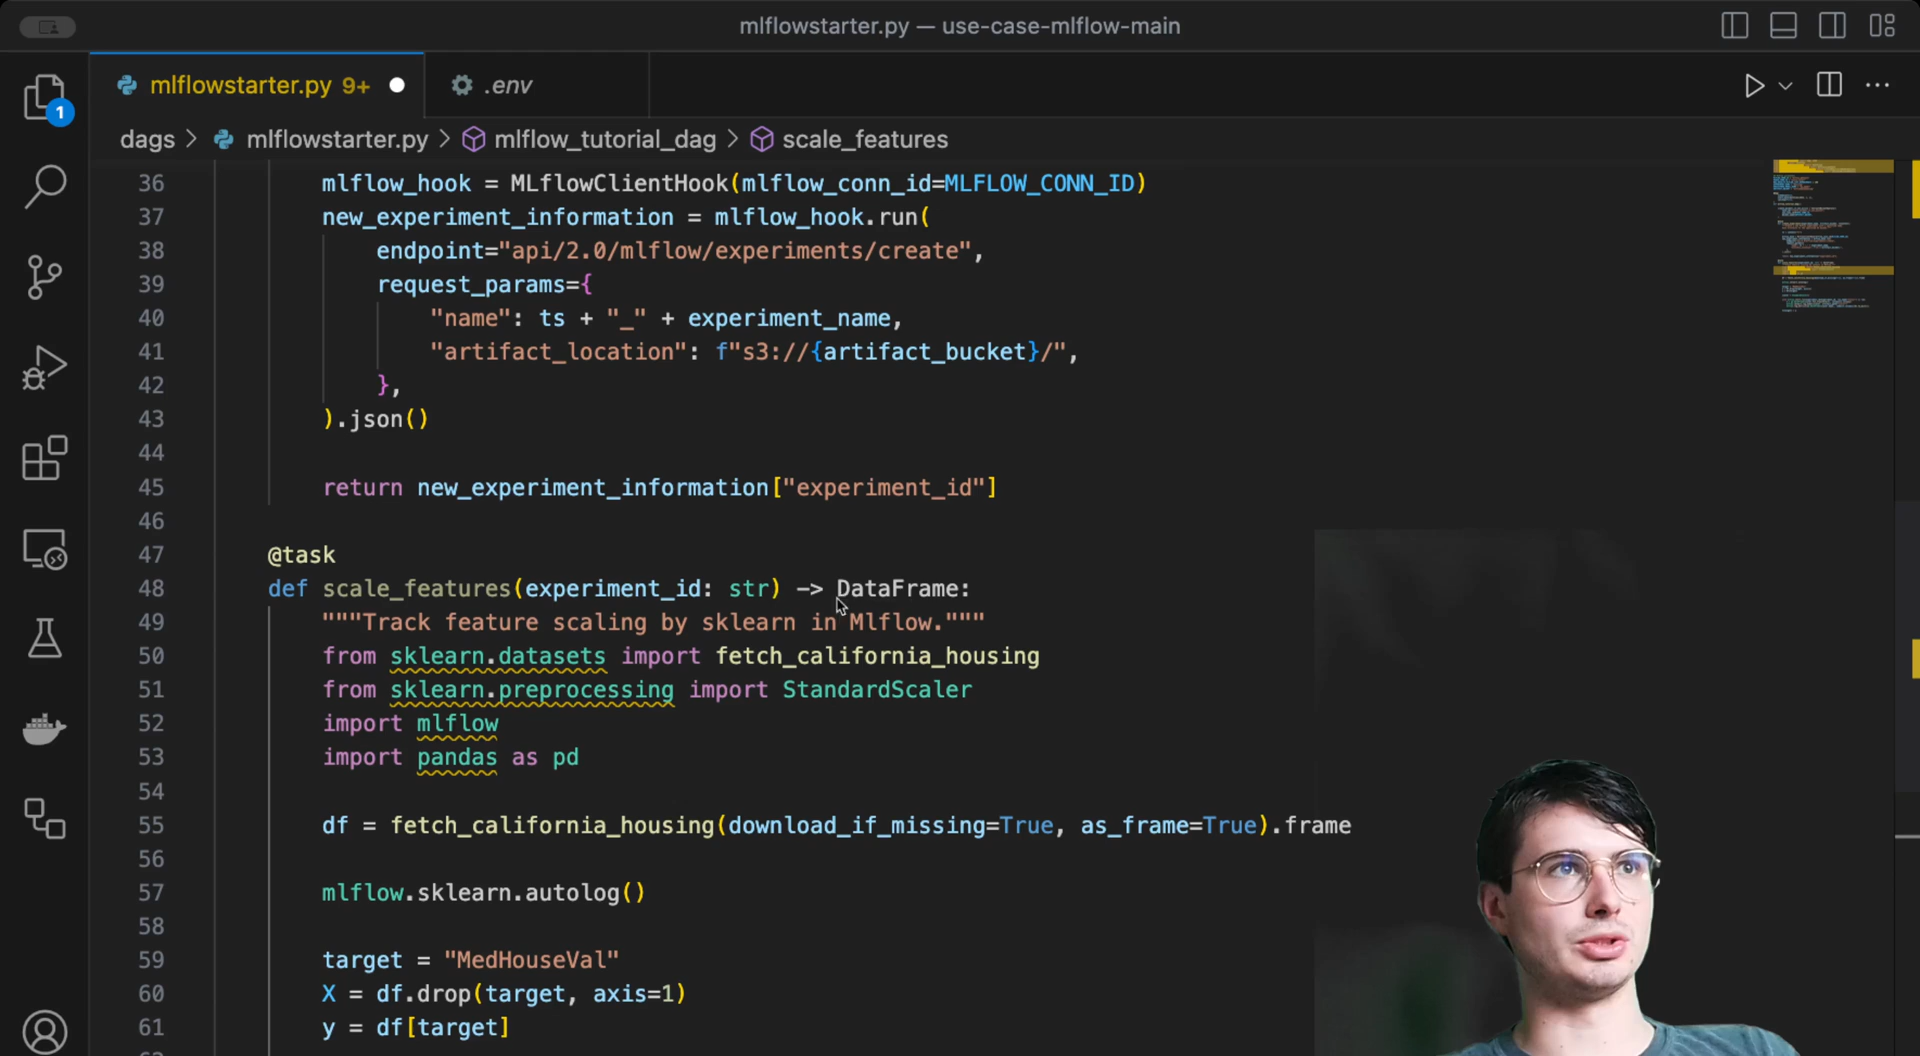 mlflowstarter.py — use-case-mlflow-main
mlflowstarter.py 9+
.env
1
dags > mlflowstarter.py > mlflow_tutorial_dag > scale_features
36 mlflow_hook = MLflowClientHook(mlflow_conn_id=MLFLOW_CONN_ID)
37 new_experiment_information = mlflow_hook.run(
38 endpoint="api/2.0/mlflow/experiments/create",
39 request_params={
40 "name": ts + "_" + experiment_name,
41 "artifact_location": f"s3://{artifact_bucket}/",
42 },
43 ).json()
44
45 return new_experiment_information["experiment_id"]
46
47 @task
48 def scale_features(experiment_id: str) -> DataFrame:
49 """Track feature scaling by sklearn in Mlflow."""
50 from sklearn.datasets import fetch_california_housing
51 from sklearn.preprocessing import StandardScaler
52 import mlflow
53 import pandas as pd
54
55 df = fetch_california_housing(download_if_missing=True, as_frame=True).frame
56
57 mlflow.sklearn.autolog()
58
59 target = "MedHouseVal"
60 X = df.drop(target, axis=1)
61 y = df[target]